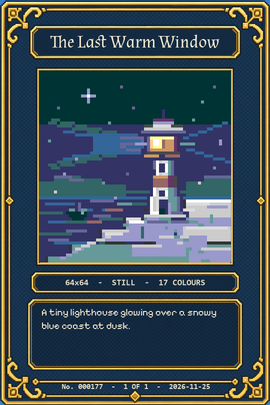 The Last Warm Window
64x64 - STILL - 17 COLOURS
A tiny lighthouse glowing over a snowy
blue coast at dusk.
No. 000177 - 1 OF 1 - 2026-11-25